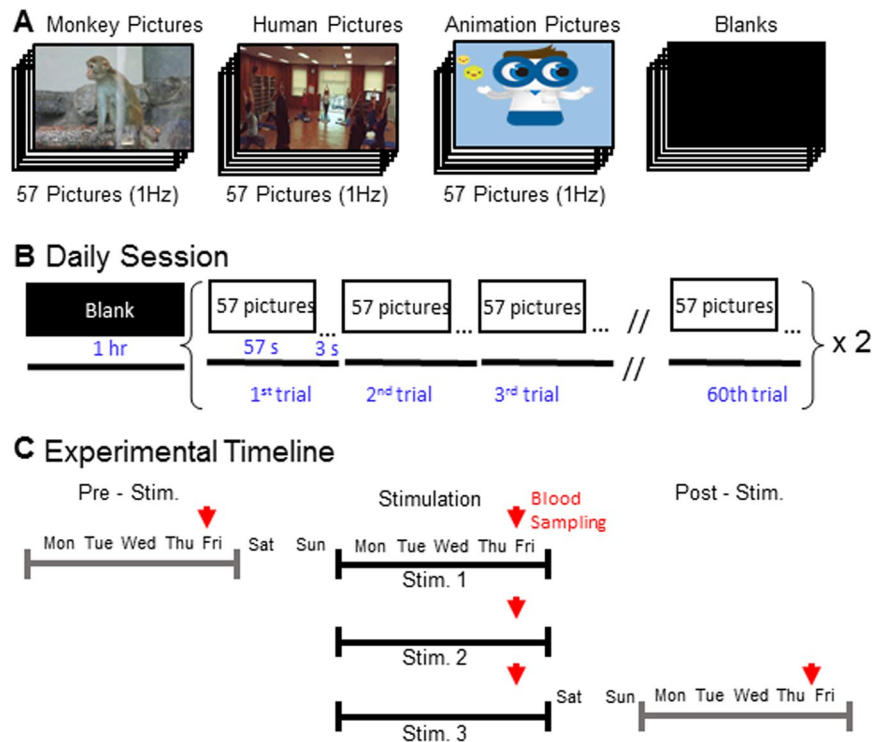 A Monkey Pictures Human Pictures Animation Pictures Blanks
57 Pictures (1Hz) 57 Pictures (1Hz) 57 Pictures (1Hz)
B Daily Session
Blank 57 pictures ... 57 pictures ... 57 pictures ... // 57 pictures ...
1 hr 57 s 3 s // x 2
1st trial 2nd trial 3rd trial 60th trial
C Experimental Timeline
Pre - Stim. Stimulation Post - Stim.
Blood
Sampling
Mon Tue Wed Thu Fri Sat Sun Mon Tue Wed Thu Fri
Stim. 1
Stim. 2
Sat Sun Mon Tue Wed Thu Fri
Stim. 3